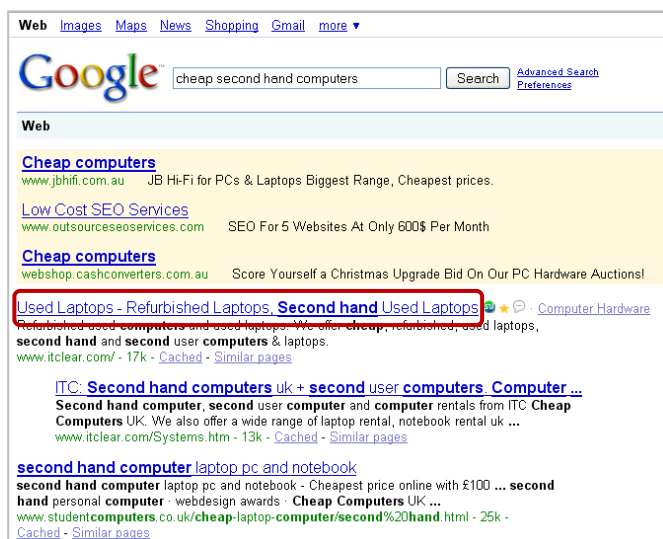 Web Images Maps News Shopping Gmail more ▼
Google™ cheap second hand computers Search Advanced Search
Preferences
Web
Cheap computers
www.jbhifi.com.au JB Hi-Fi for PCs & Laptops Biggest Range, Cheapest prices.
Low Cost SEO Services
www.outsourceseoservices.com SEO For 5 Websites At Only 600$ Per Month
Cheap computers
webshop.cashconverters.com.au Score Yourself a Christmas Upgrade Bid On Our PC Hardware Auctions!
Used Laptops - Refurbished Laptops, Second hand Used Laptops · Computer Hardware
Refurbished used computers and used laptops. We offer cheap, refurbished, used laptops,
second hand and second user computers & laptops.
www.itclear.com/ - 17k - Cached - Similar pages
ITC: Second hand computers uk + second user computers. Computer ...
Second hand computer, second user computer and computer rentals from ITC Cheap
Computers UK. We also offer a wide range of laptop rental, notebook rental uk ...
www.itclear.com/Systems.htm - 13k - Cached - Similar pages
second hand computer laptop pc and notebook
second hand computer laptop pc and notebook - Cheapest price online with £100 ... second
hand personal computer · webdesign awards · Cheap Computers UK ...
www.studentcomputers.co.uk/cheap-laptop-computer/second%20hand.html - 25k -
Cached - Similar pages